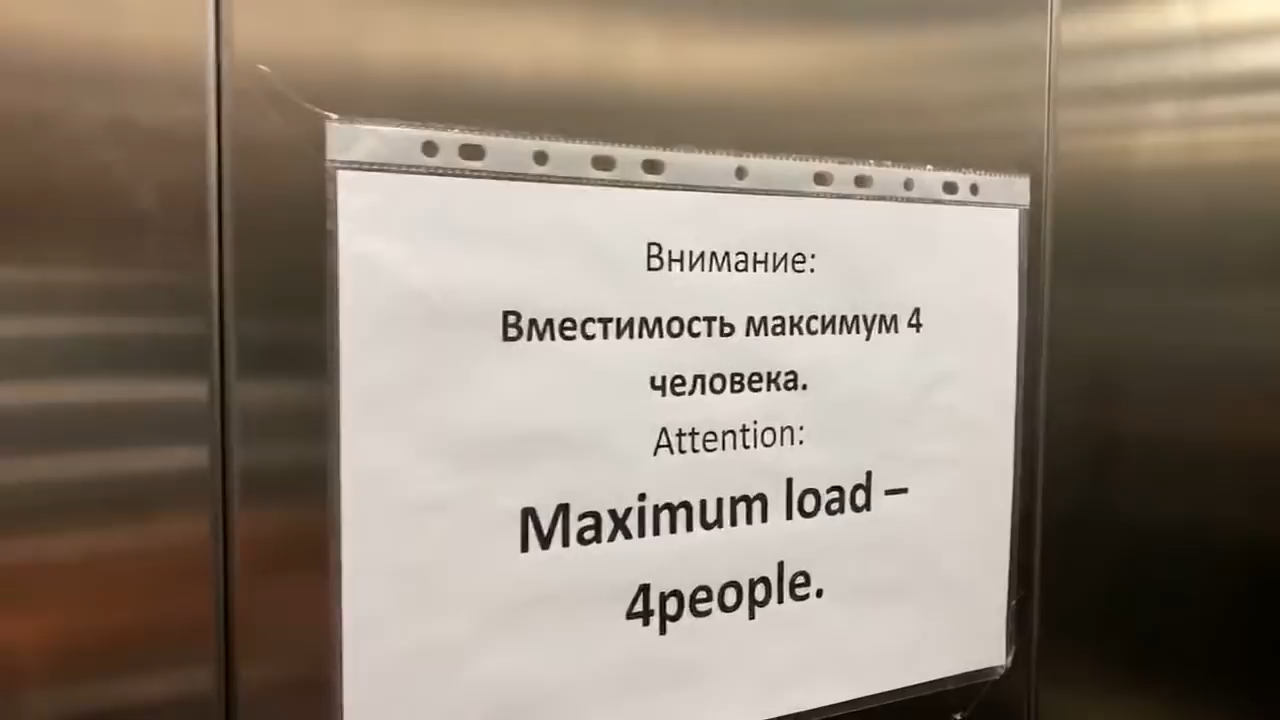 Внимание:
Вместимость максимум 4
человека.
Attention:
Maximum load –
4people.